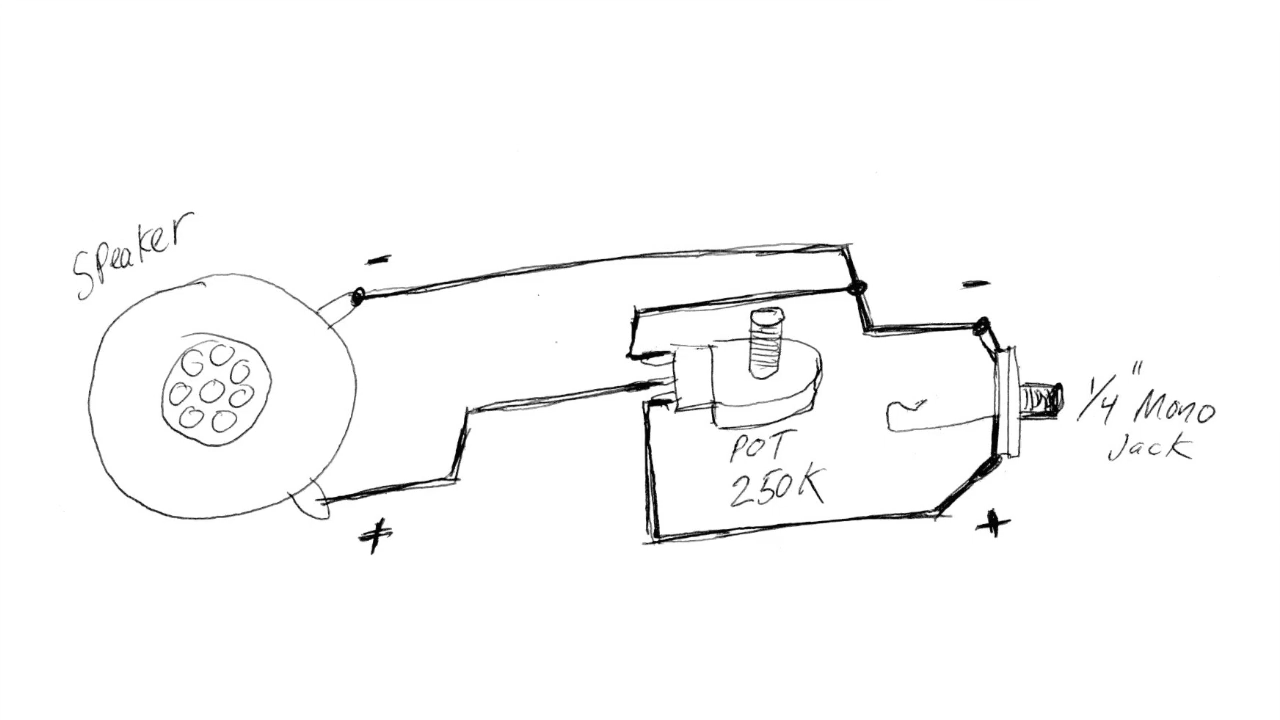 Speaker
-
-
1/4" Mono
Jack
POT
250K
+
+